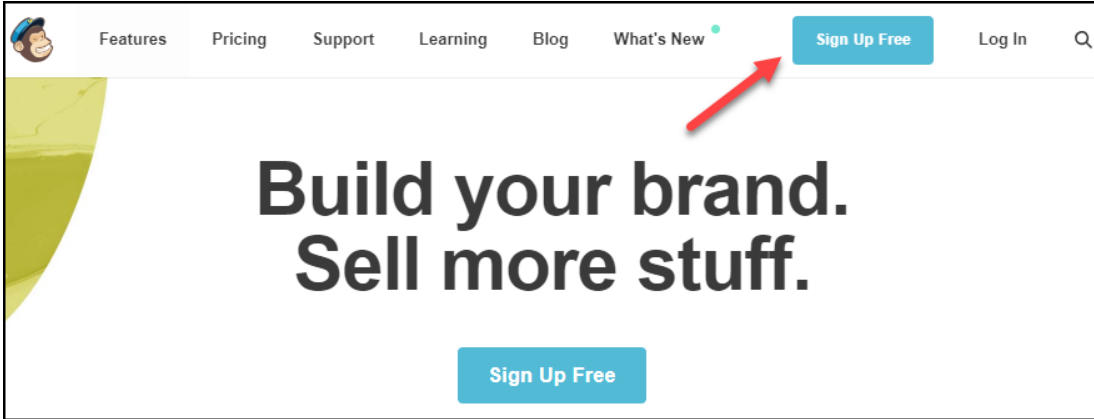 Features Pricing Support Learning Blog What's New Sign Up Free Log In
Build your brand.
Sell more stuff.
Sign Up Free